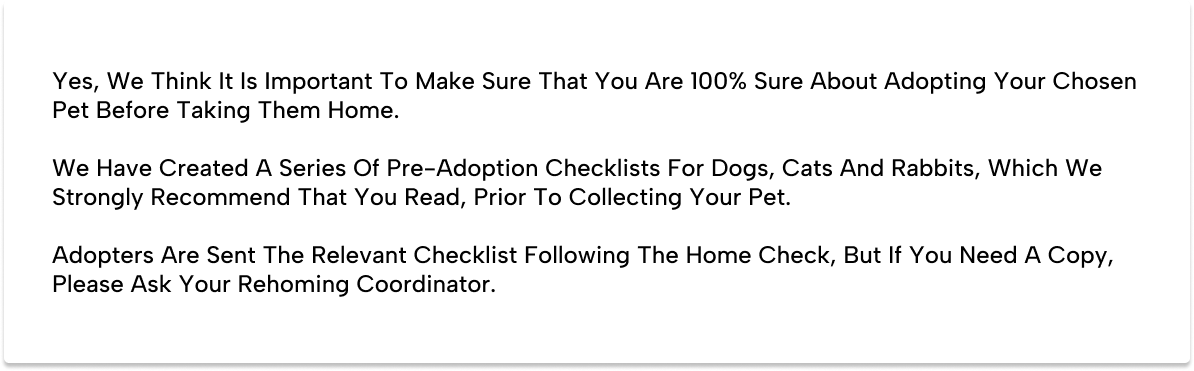 Yes, We Think It Is Important To Make Sure That You Are 100% Sure About Adopting Your Chosen
Pet Before Taking Them Home.
We Have Created A Series Of Pre-Adoption Checklists For Dogs, Cats And Rabbits, Which We
Strongly Recommend That You Read, Prior To Collecting Your Pet.
Adopters Are Sent The Relevant Checklist Following The Home Check, But If You Need A Copy,
Please Ask Your Rehoming Coordinator.